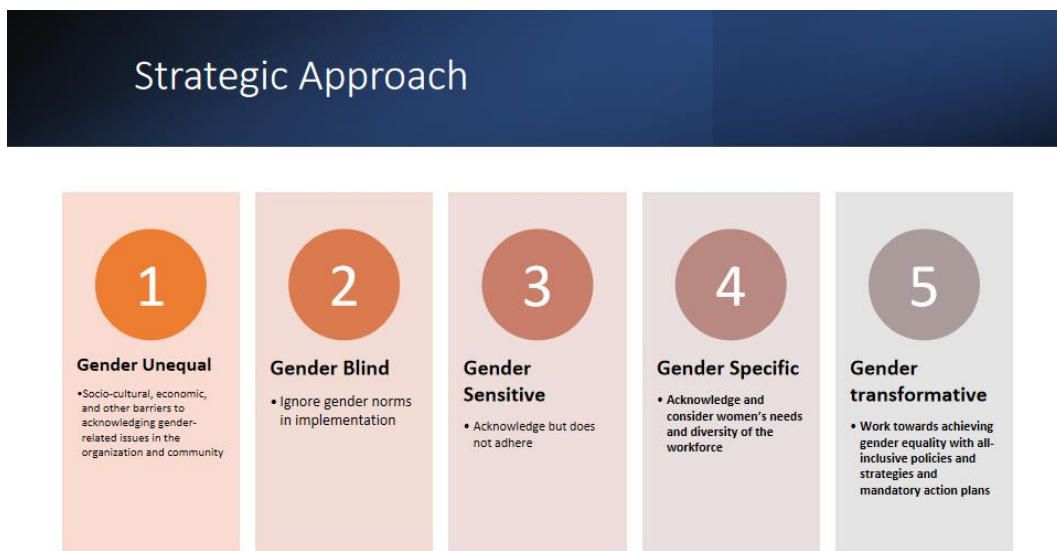 Strategic Approach
1
Gender Unequal
•Socio-cultural, economic,
and other barriers to
acknowledging gender-
related issues in the
organization and community
2
Gender Blind
• Ignore gender norms
in implementation
3
Gender
Sensitive
• Acknowledge but does
not adhere
4
Gender Specific
• Acknowledge and
consider women's needs
and diversity of the
workforce
5
Gender
transformative
• Work towards achieving
gender equality with all-
inclusive policies and
strategies and
mandatory action plans